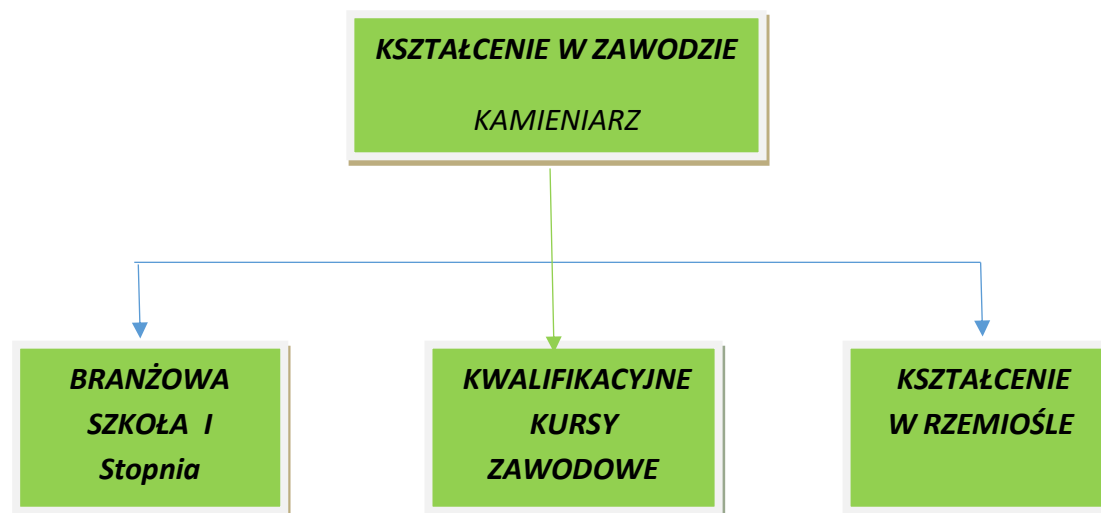 KSZTAŁCENIE W ZAWODZIE
KAMIENIARZ
BRANŻOWA
SZKOŁA I
Stopnia
KWALIFIKACYJNE
KURSY
ZAWODOWE
KSZTAŁCENIE
W RZEMIOŚLE